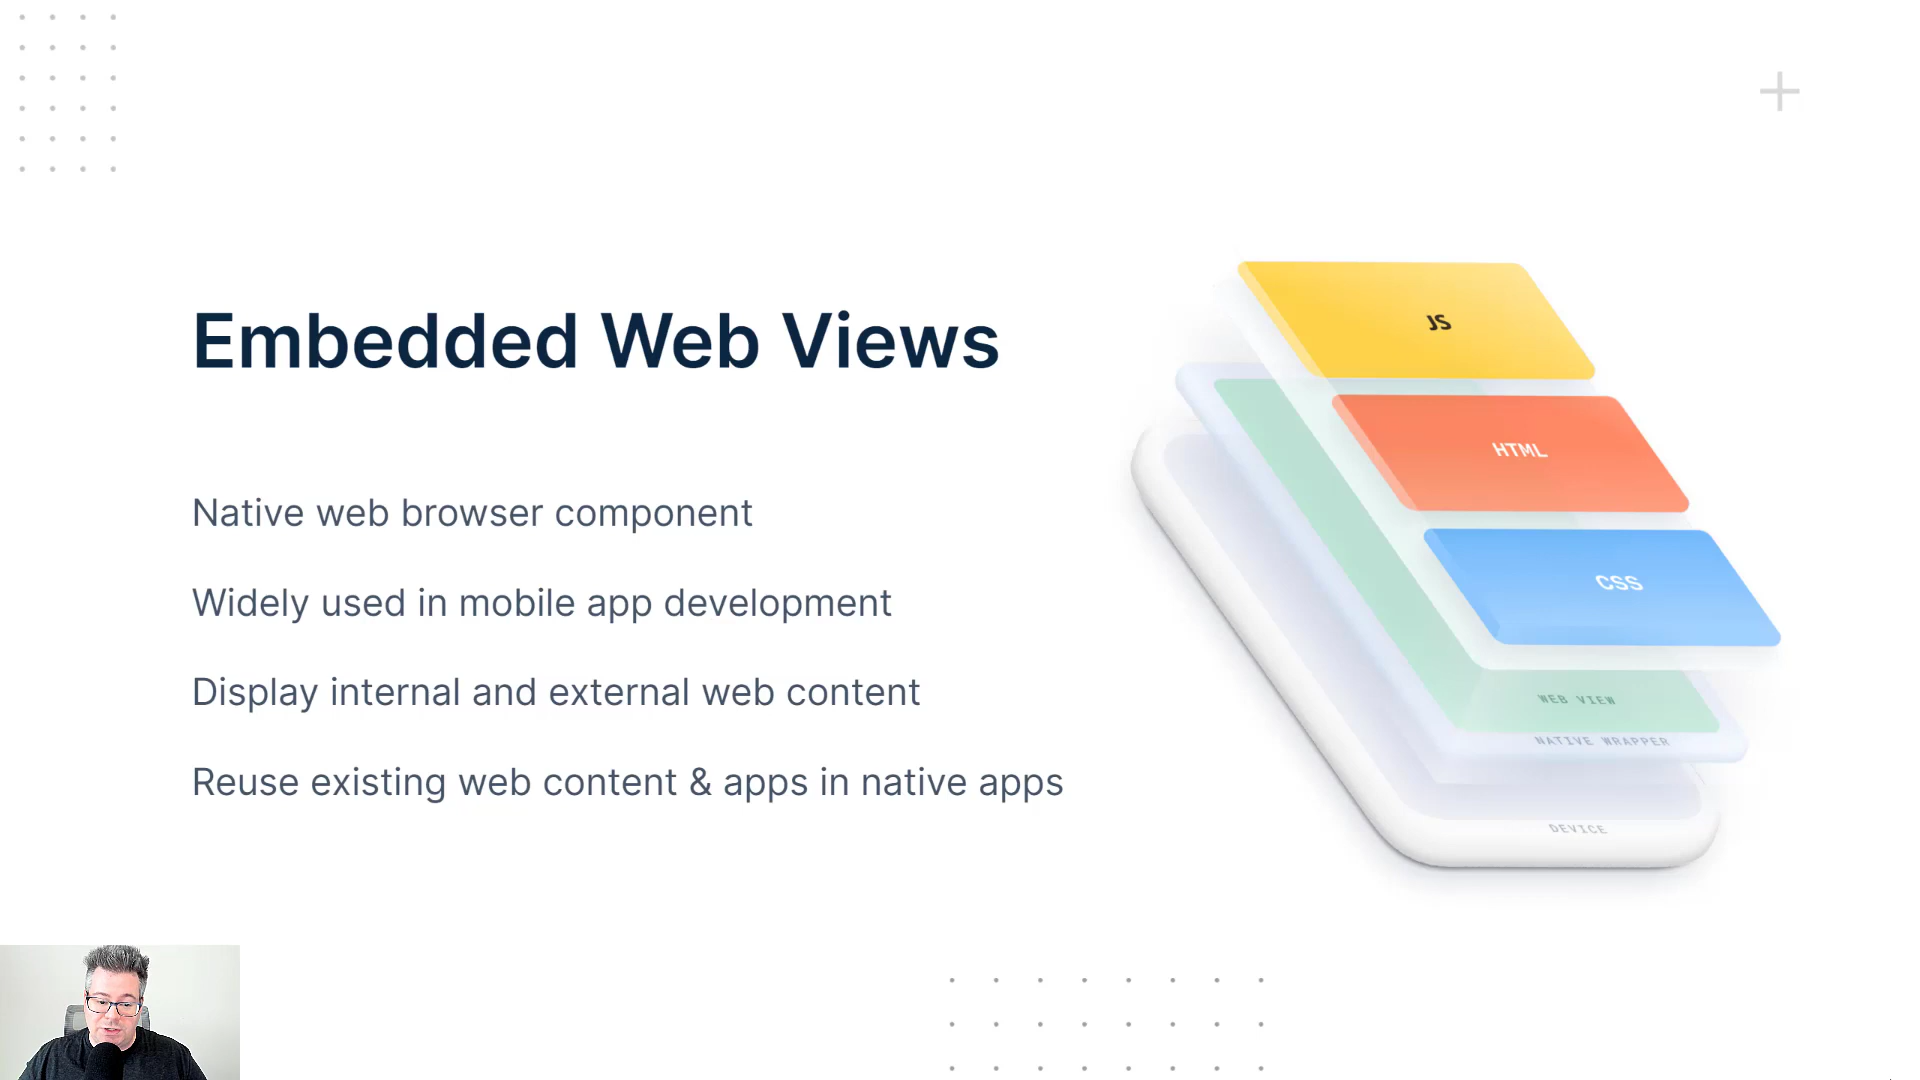 Embedded Web Views
Native web browser component
Widely used in mobile app development
Display internal and external web content
Reuse existing web content & apps in native apps
JS
HTML
CSS
WEB VIEW
NATIVE WRAPPER
DEVICE